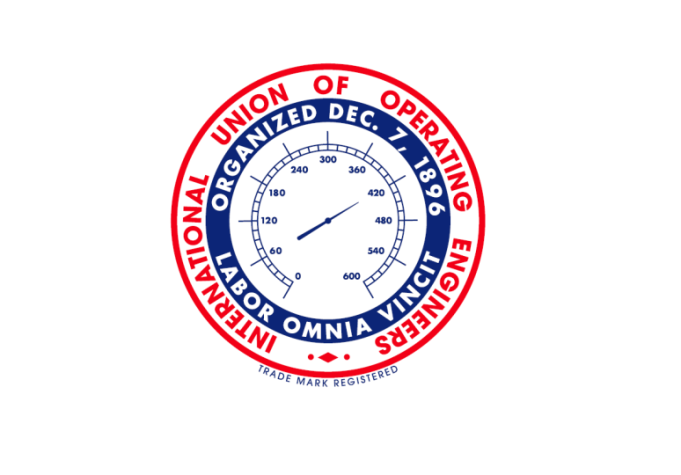 INTERNATIONAL UNION OF OPERATING ENGINEERS
ORGANIZED DEC. 7, 1896
LABOR OMNIA VINCIT
0
60
120
180
240
300
360
420
480
540
600
TRADE MARK REGISTERED